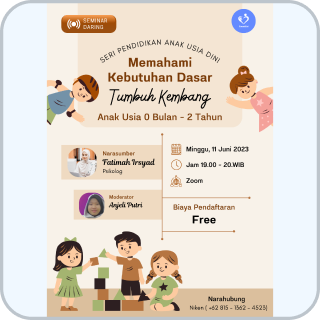 SEMINAR
DARING
SERI PENDIDIKAN ANAK USIA DINI
Memahami
Kebutuhan Dasar
Tumbuh Kembang
Anak Usia 0 Bulan - 2 Tahun
Narasumber
Fatimah Irsyad
Psikolog
Minggu, 11 Juni 2023
Jam 19.00 - 20.WIB
Zoom
Moderator
Anjeli Putri
Biaya Pendaftaran
Free
Narahubung
Niken ( +62 815 - 1562 - 4525)